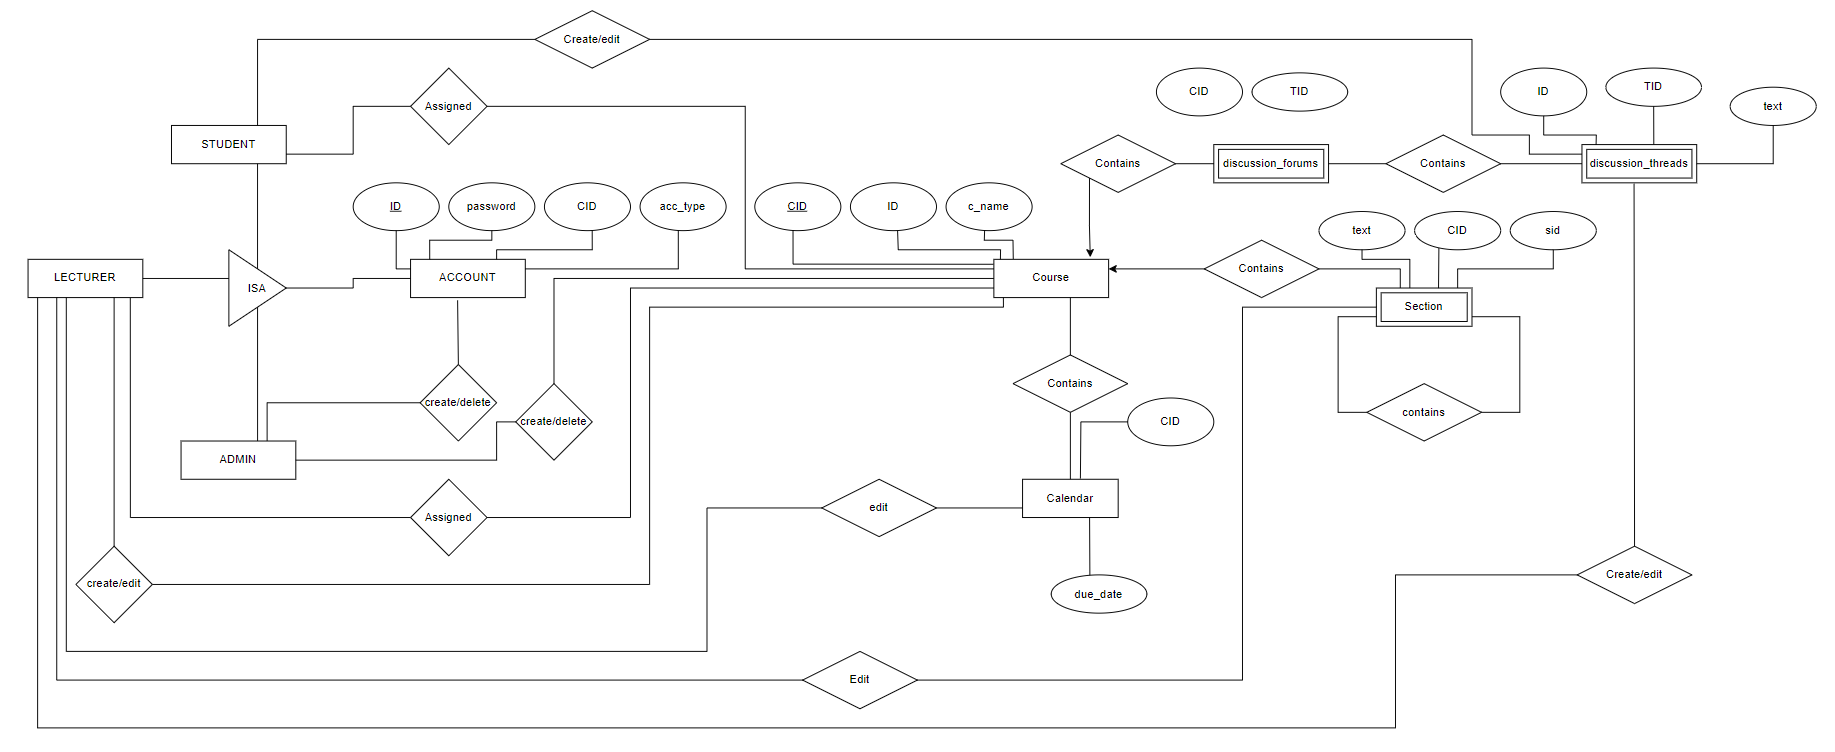 Create/edit
CID
TID
ID
TID
text
Assigned
STUDENT
Contains
discussion_forums
Contains
discussion_threads
ID
password
CID
acc_type
CID
ID
c_name
text
CID
sid
LECTURER
ISA
ACCOUNT
Course
Contains
Section
create/delete
create/delete
Contains
contains
CID
ADMIN
Assigned
edit
Calendar
create/edit
due_date
Create/edit
Edit